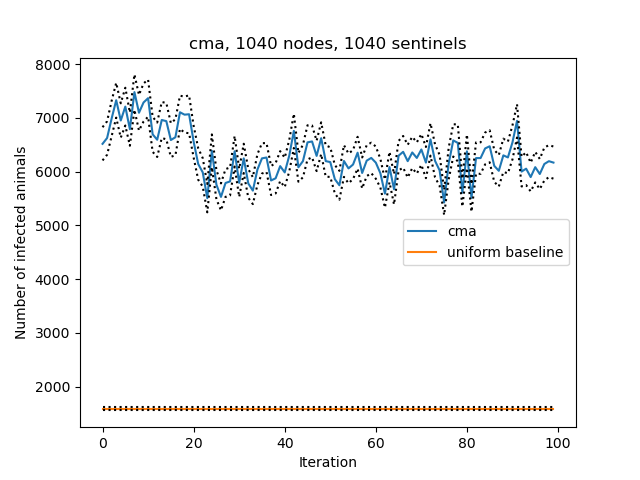 cma, 1040 nodes, 1040 sentinels
8000
7000
6000
5000
4000
3000
2000
Number of infected animals
cma
uniform baseline
0
20
40
60
80
100
Iteration